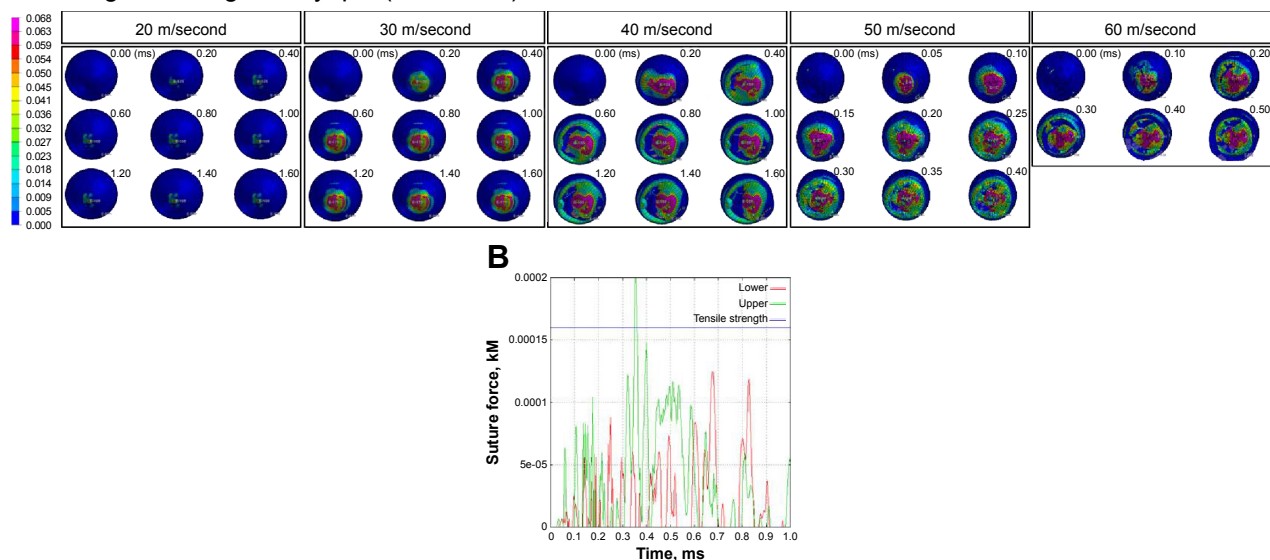 20 m/second 30 m/second 40 m/second 50 m/second 60 m/second
0.068
0.063
0.059
0.054
0.050
0.045
0.041
0.036
0.032
0.027
0.023
0.018
0.014
0.009
0.005
0.000
0.00 (ms) 0.20 0.40
0.60 0.80 1.00
1.20 1.40 1.60
0.00 (ms) 0.20 0.40
0.60 0.80 1.00
1.20 1.40 1.60
0.00 (ms) 0.20 0.40
0.60 0.80 1.00
1.20 1.40 1.60
0.00 (ms) 0.05 0.10
0.15 0.20 0.25
0.30 0.35 0.40
0.00 (ms) 0.10 0.20
0.30 0.40 0.50
B
0.0002
0.00015
0.0001
5e-05
0
Suture force, kM
Lower
Upper
Tensile strength
0 0.1 0.2 0.3 0.4 0.5 0.6 0.7 0.8 0.9 1.0
Time, ms